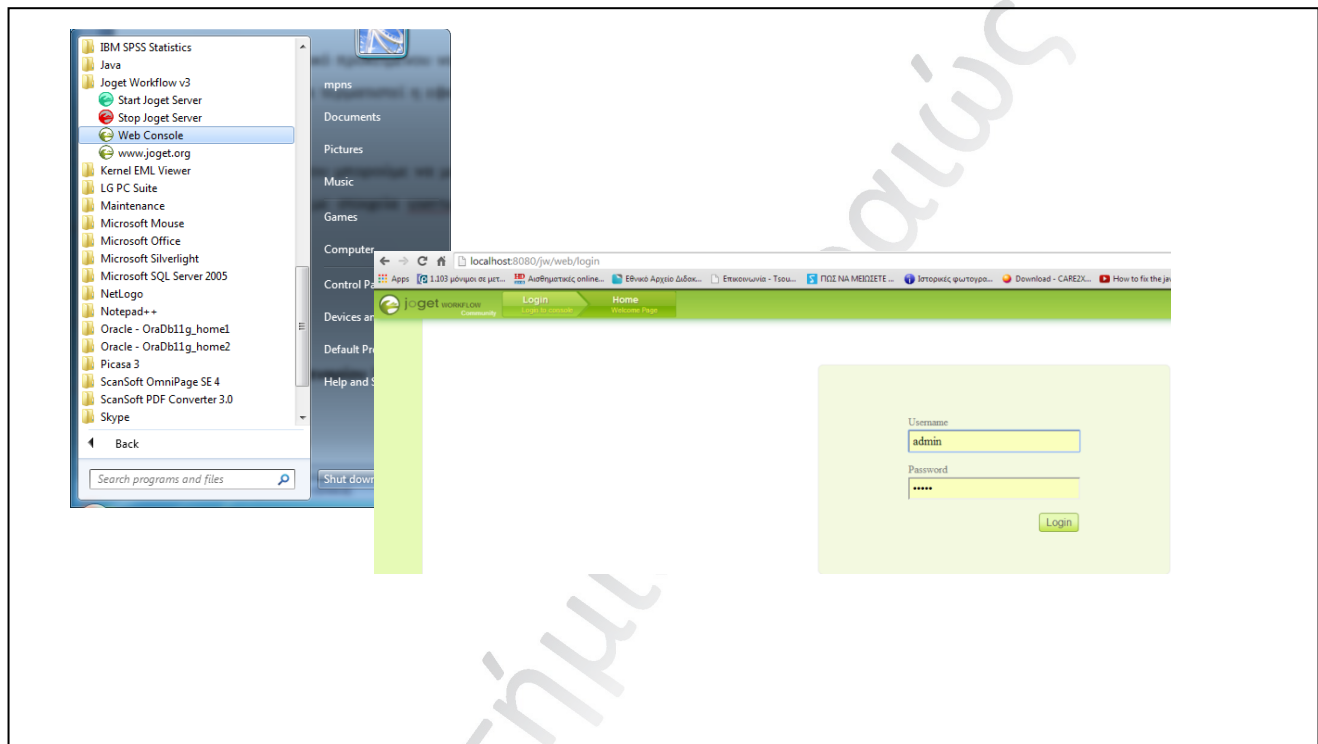 IBM SPSS Statistics
Java
Joget Workflow v3
Start Joget Server
Stop Joget Server
Web Console
www.joget.org
Kernel EML Viewer
LG PC Suite
Maintenance
Microsoft Mouse
Microsoft Office
Microsoft Silverlight
Microsoft SQL Server 2005
NetLogo
Notepad++
Oracle - OraDb11g_home1
Oracle - OraDb11g_home2
Picasa 3
ScanSoft OmniPage SE 4
ScanSoft PDF Converter 3.0
Skype
Back
Search programs and files
mpns
Documents
Pictures
Music
Games
Computer
Control Pa
Devices an
Default Pr
Help and S
Shut down
localhost:8080/jw/web/login
Apps 1.103 μόνιμοι σε μετ... Αισθηματικές online... Εθνικό Αρχείο Διδακ... Επικοινωνία - Tsou... ΠΩΣ ΝΑ ΜΕΙΩΣΕΤΕ ... Ιστορικές φωτογρα... Download - CARE2X... How to fix the jav
joget WORKFLOW Login Home
Community Login to console Welcome Page
Username
admin
Password
•••••
Login
ραιώς
στήμι